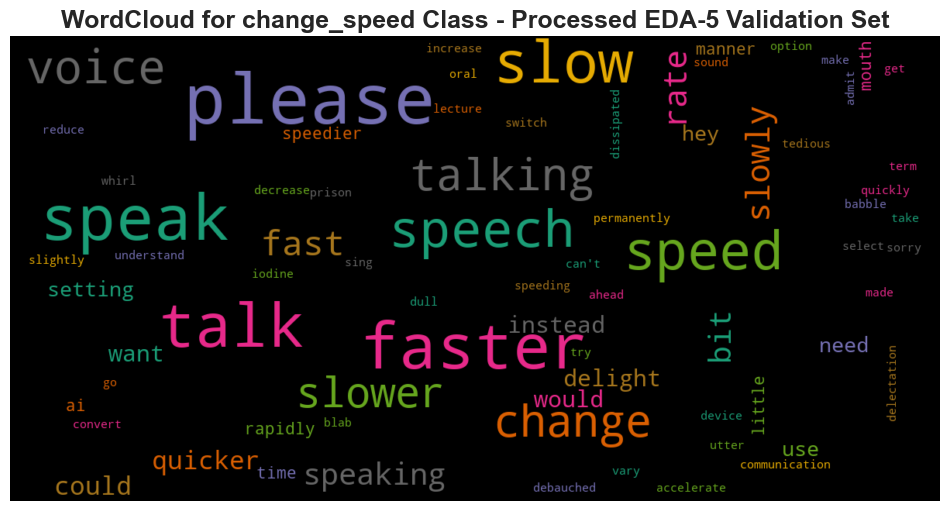 WordCloud for change_speed Class - Processed EDA-5 Validation Set
increase
slow
manner
option
voice
oral
rate
sound
make
mouth
get
please
admit
lecture
switch
dissipated
hey
slowly
reduce
speedier
tedious
talking
term
whirl
decrease
prison
quickly
babble
speak
speech
permanently
take
fast
speed
select
sorry
slightly
understand
sing
can't
iodine
setting
speeding
ahead
made
dull
talk
faster
instead
bit
need
want
try
delectation
go
delight
slower
would
little
ai
change
device
convert
rapidly
blab
utter
use
quicker
time
speaking
vary
communication
could
debauched
accelerate